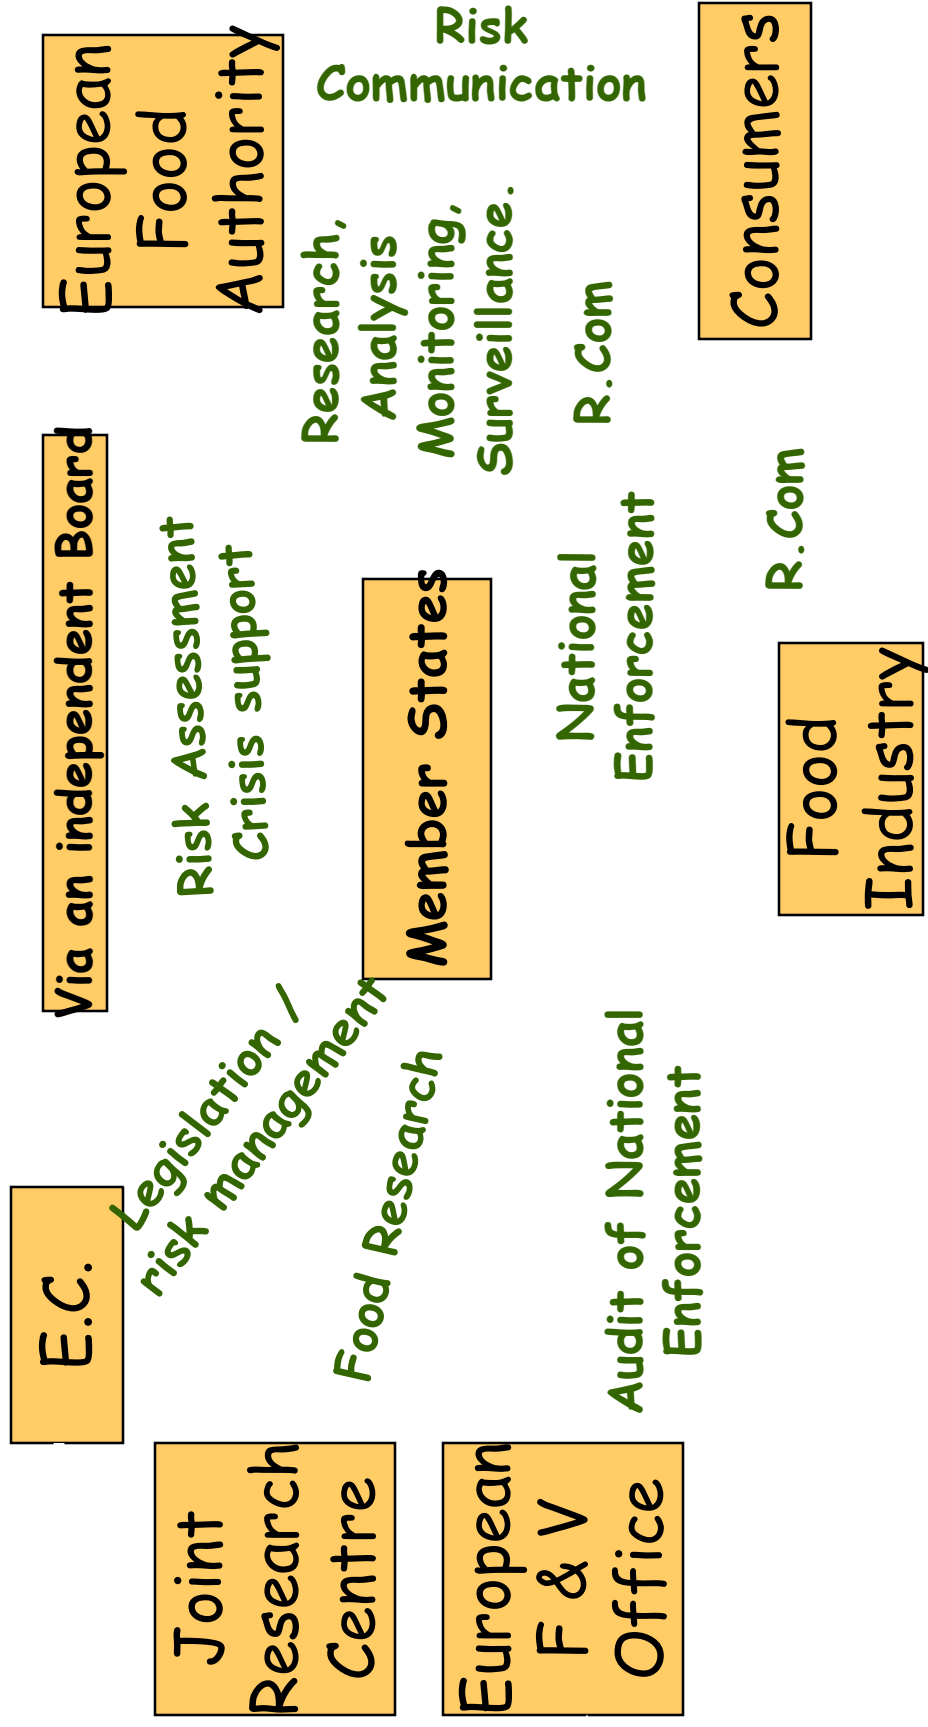 E.C.
Via an independent Board
European
Food
Authority
Legislation /
risk management
Risk Assessment
Crisis support
Risk
Communication
Joint
Research
Centre
Food Research
Member States
Research,
Analysis
Monitoring,
Surveillance.
European
F & V
Office
Audit of National
Enforcement
National
Enforcement
R.Com
R.Com
Consumers
Food
Industry